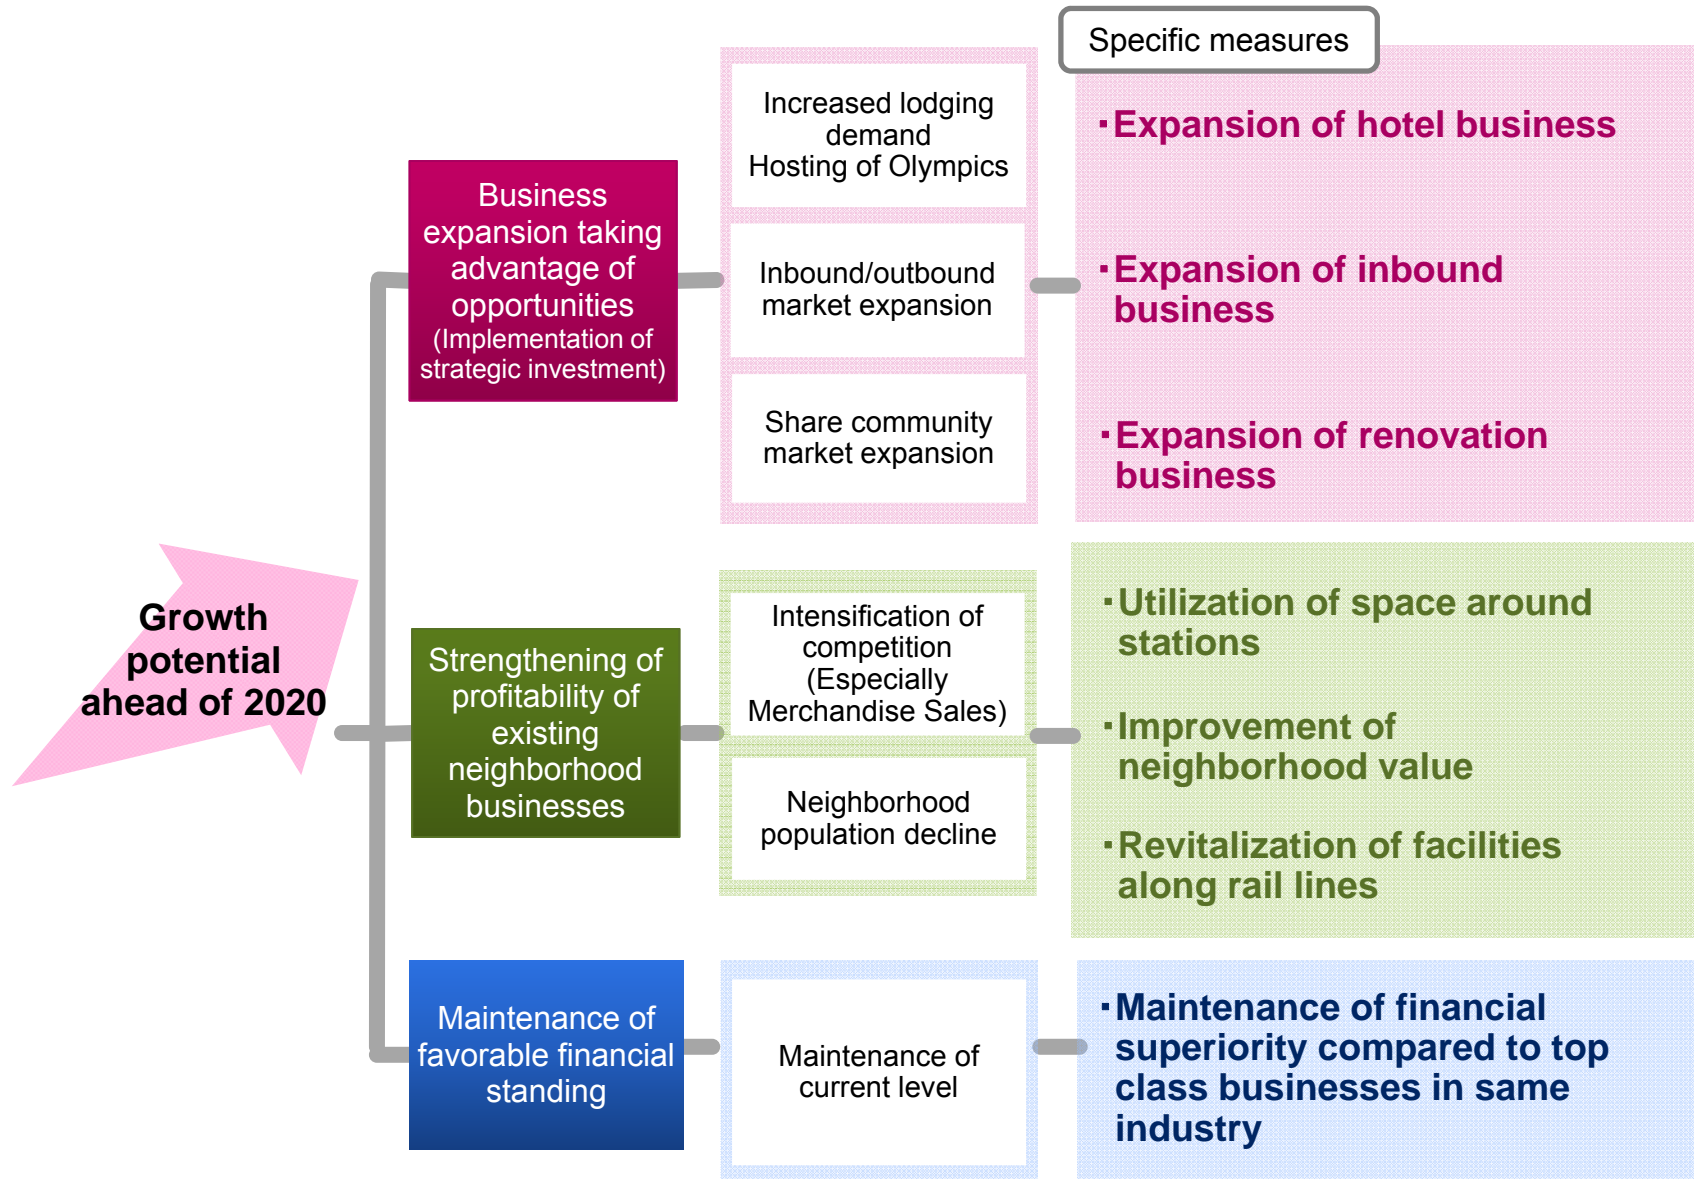 Specific measures
Growth
potential
ahead of 2020
Business
expansion taking
advantage of
opportunities
(Implementation of
strategic investment)
Increased lodging
demand
Hosting of Olympics
Inbound/outbound
market expansion
Share community
market expansion
・Expansion of hotel business
・Expansion of inbound
business
・Expansion of renovation
business
Strengthening of
profitability of
existing
neighborhood
businesses
Intensification of
competition
(Especially
Merchandise Sales)
Neighborhood
population decline
・Utilization of space around
stations
・Improvement of
neighborhood value
・Revitalization of facilities
along rail lines
Maintenance of
favorable financial
standing
Maintenance of
current level
・Maintenance of financial
superiority compared to top
class businesses in same
industry